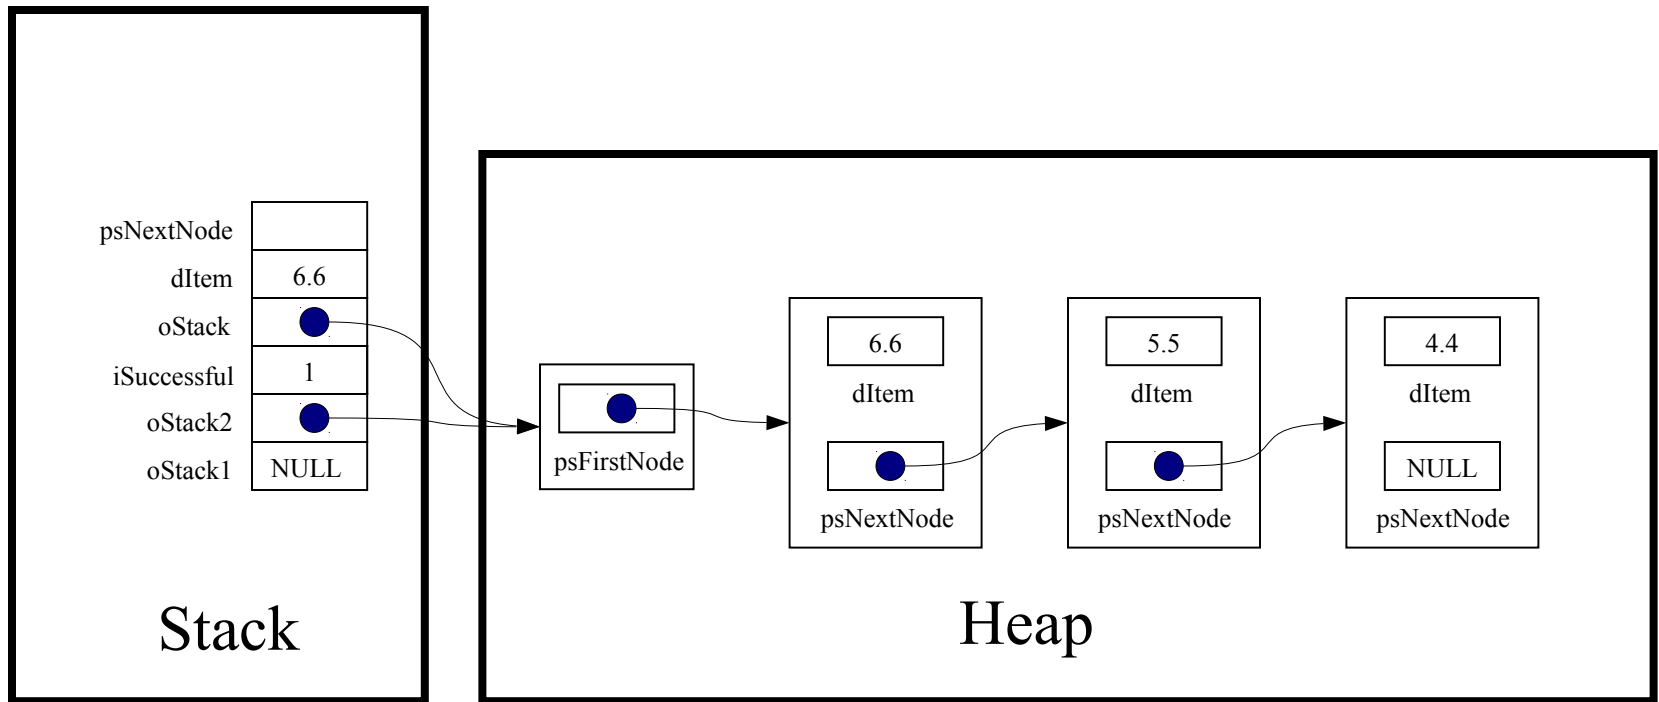 psNextNode
dItem 6.6
oStack
iSuccessful 1
oStack2
oStack1 NULL
Stack
psFirstNode
6.6
dItem
psNextNode
5.5
dItem
psNextNode
4.4
dItem
NULL
psNextNode
Heap